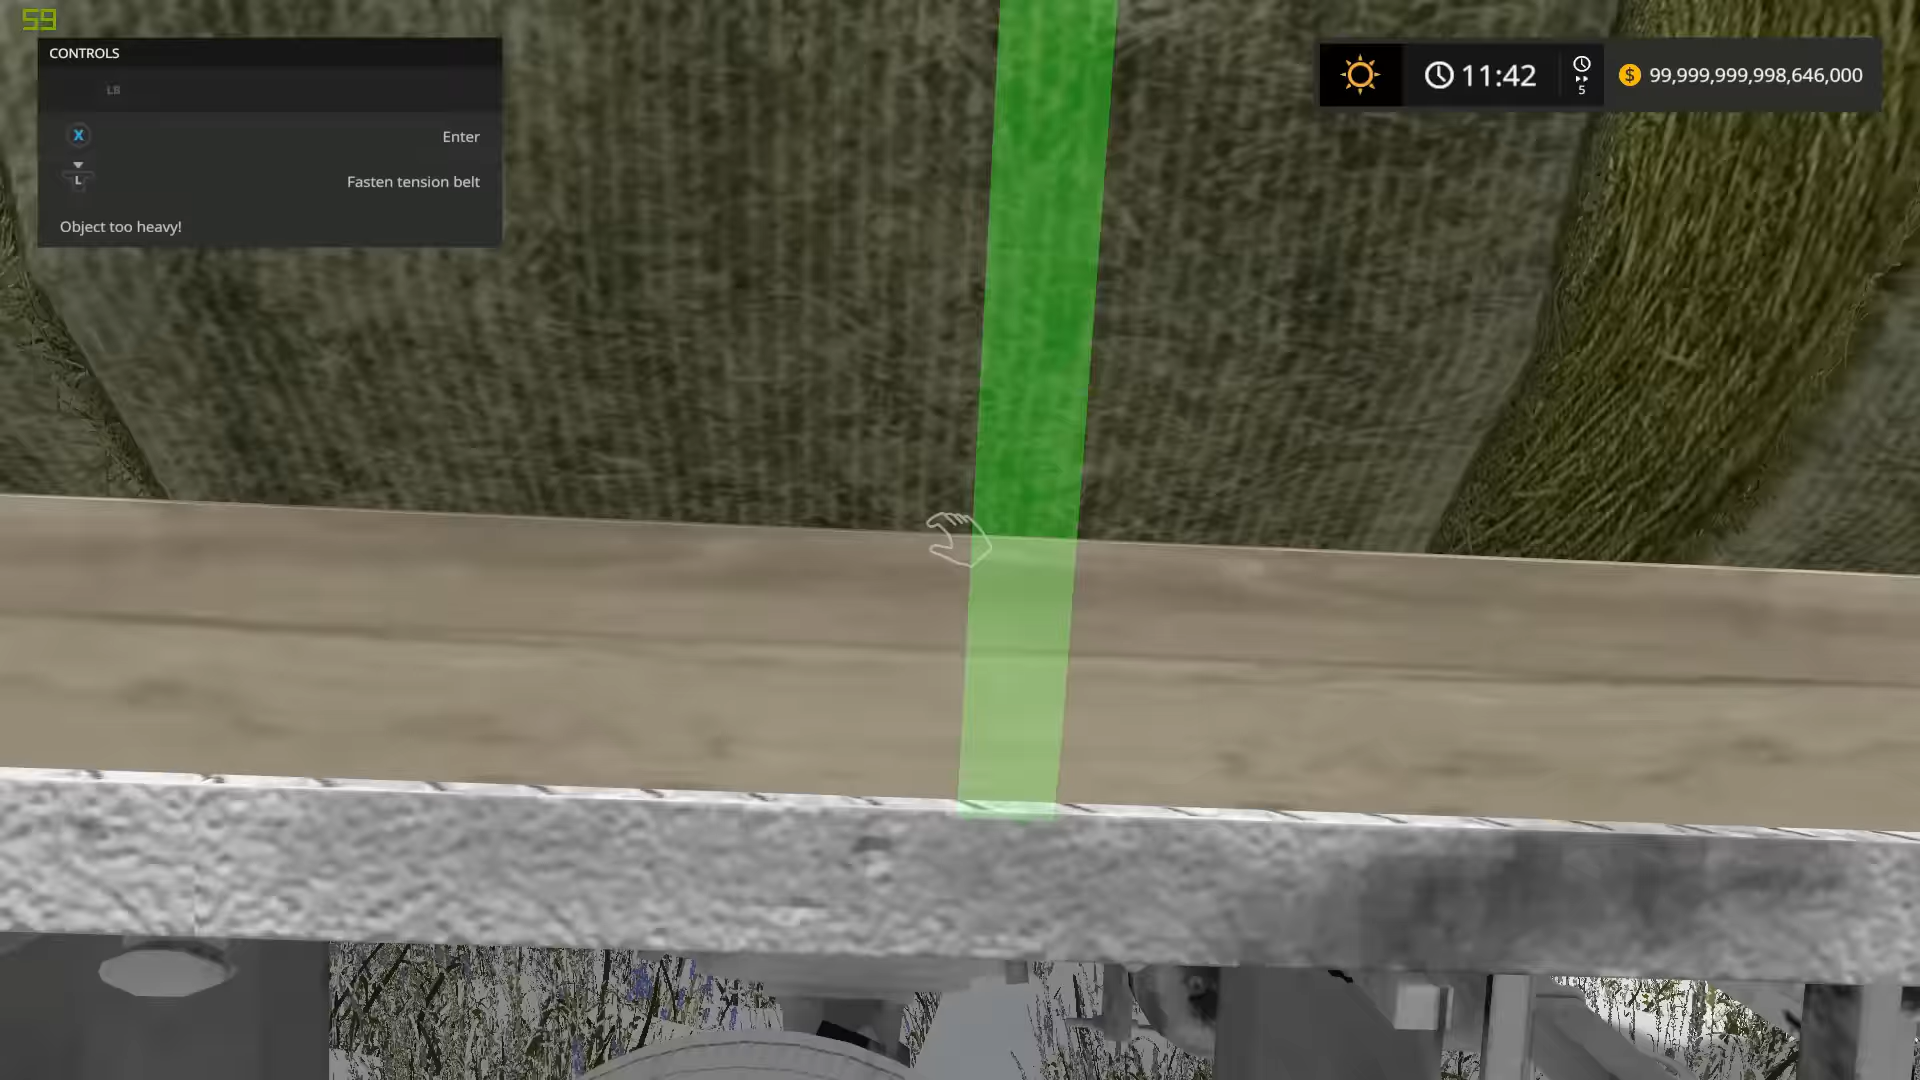 59
CONTROLS
LB
X
Enter
L
Fasten tension belt
Object too heavy!
11:42
5
$ 99,999,999,998,646,000